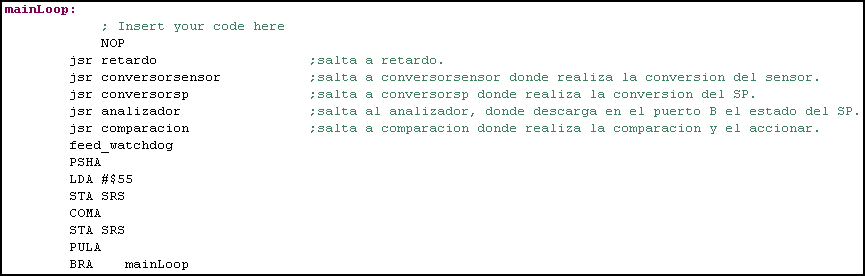 mainLoop:
; Insert your code here
NOP
jsr retardo ;salta a retardo.
jsr conversorsensor ;salta a conversorsensor donde realiza la conversion del sensor.
jsr conversorsp ;salta a conversorsp donde realiza la conversion del SP.
jsr analizador ;salta al analizador, donde descarga en el puerto B el estado del SP.
jsr comparacion ;salta a comparacion donde realiza la comparacion y el accionar.
feed_watchdog
PSHA
LDA #$55
STA SRS
COMA
STA SRS
PULA
BRA mainLoop